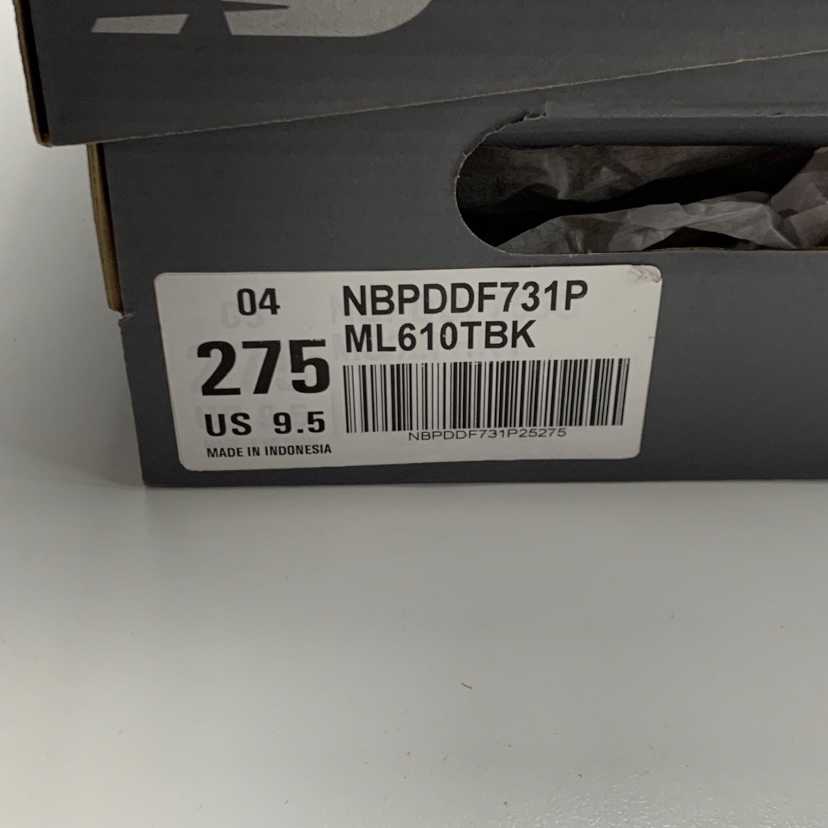 04
NBPDDF731P
ML610TBK
275
US 9.5
NBPDDF731P25275
MADE IN INDONESIA